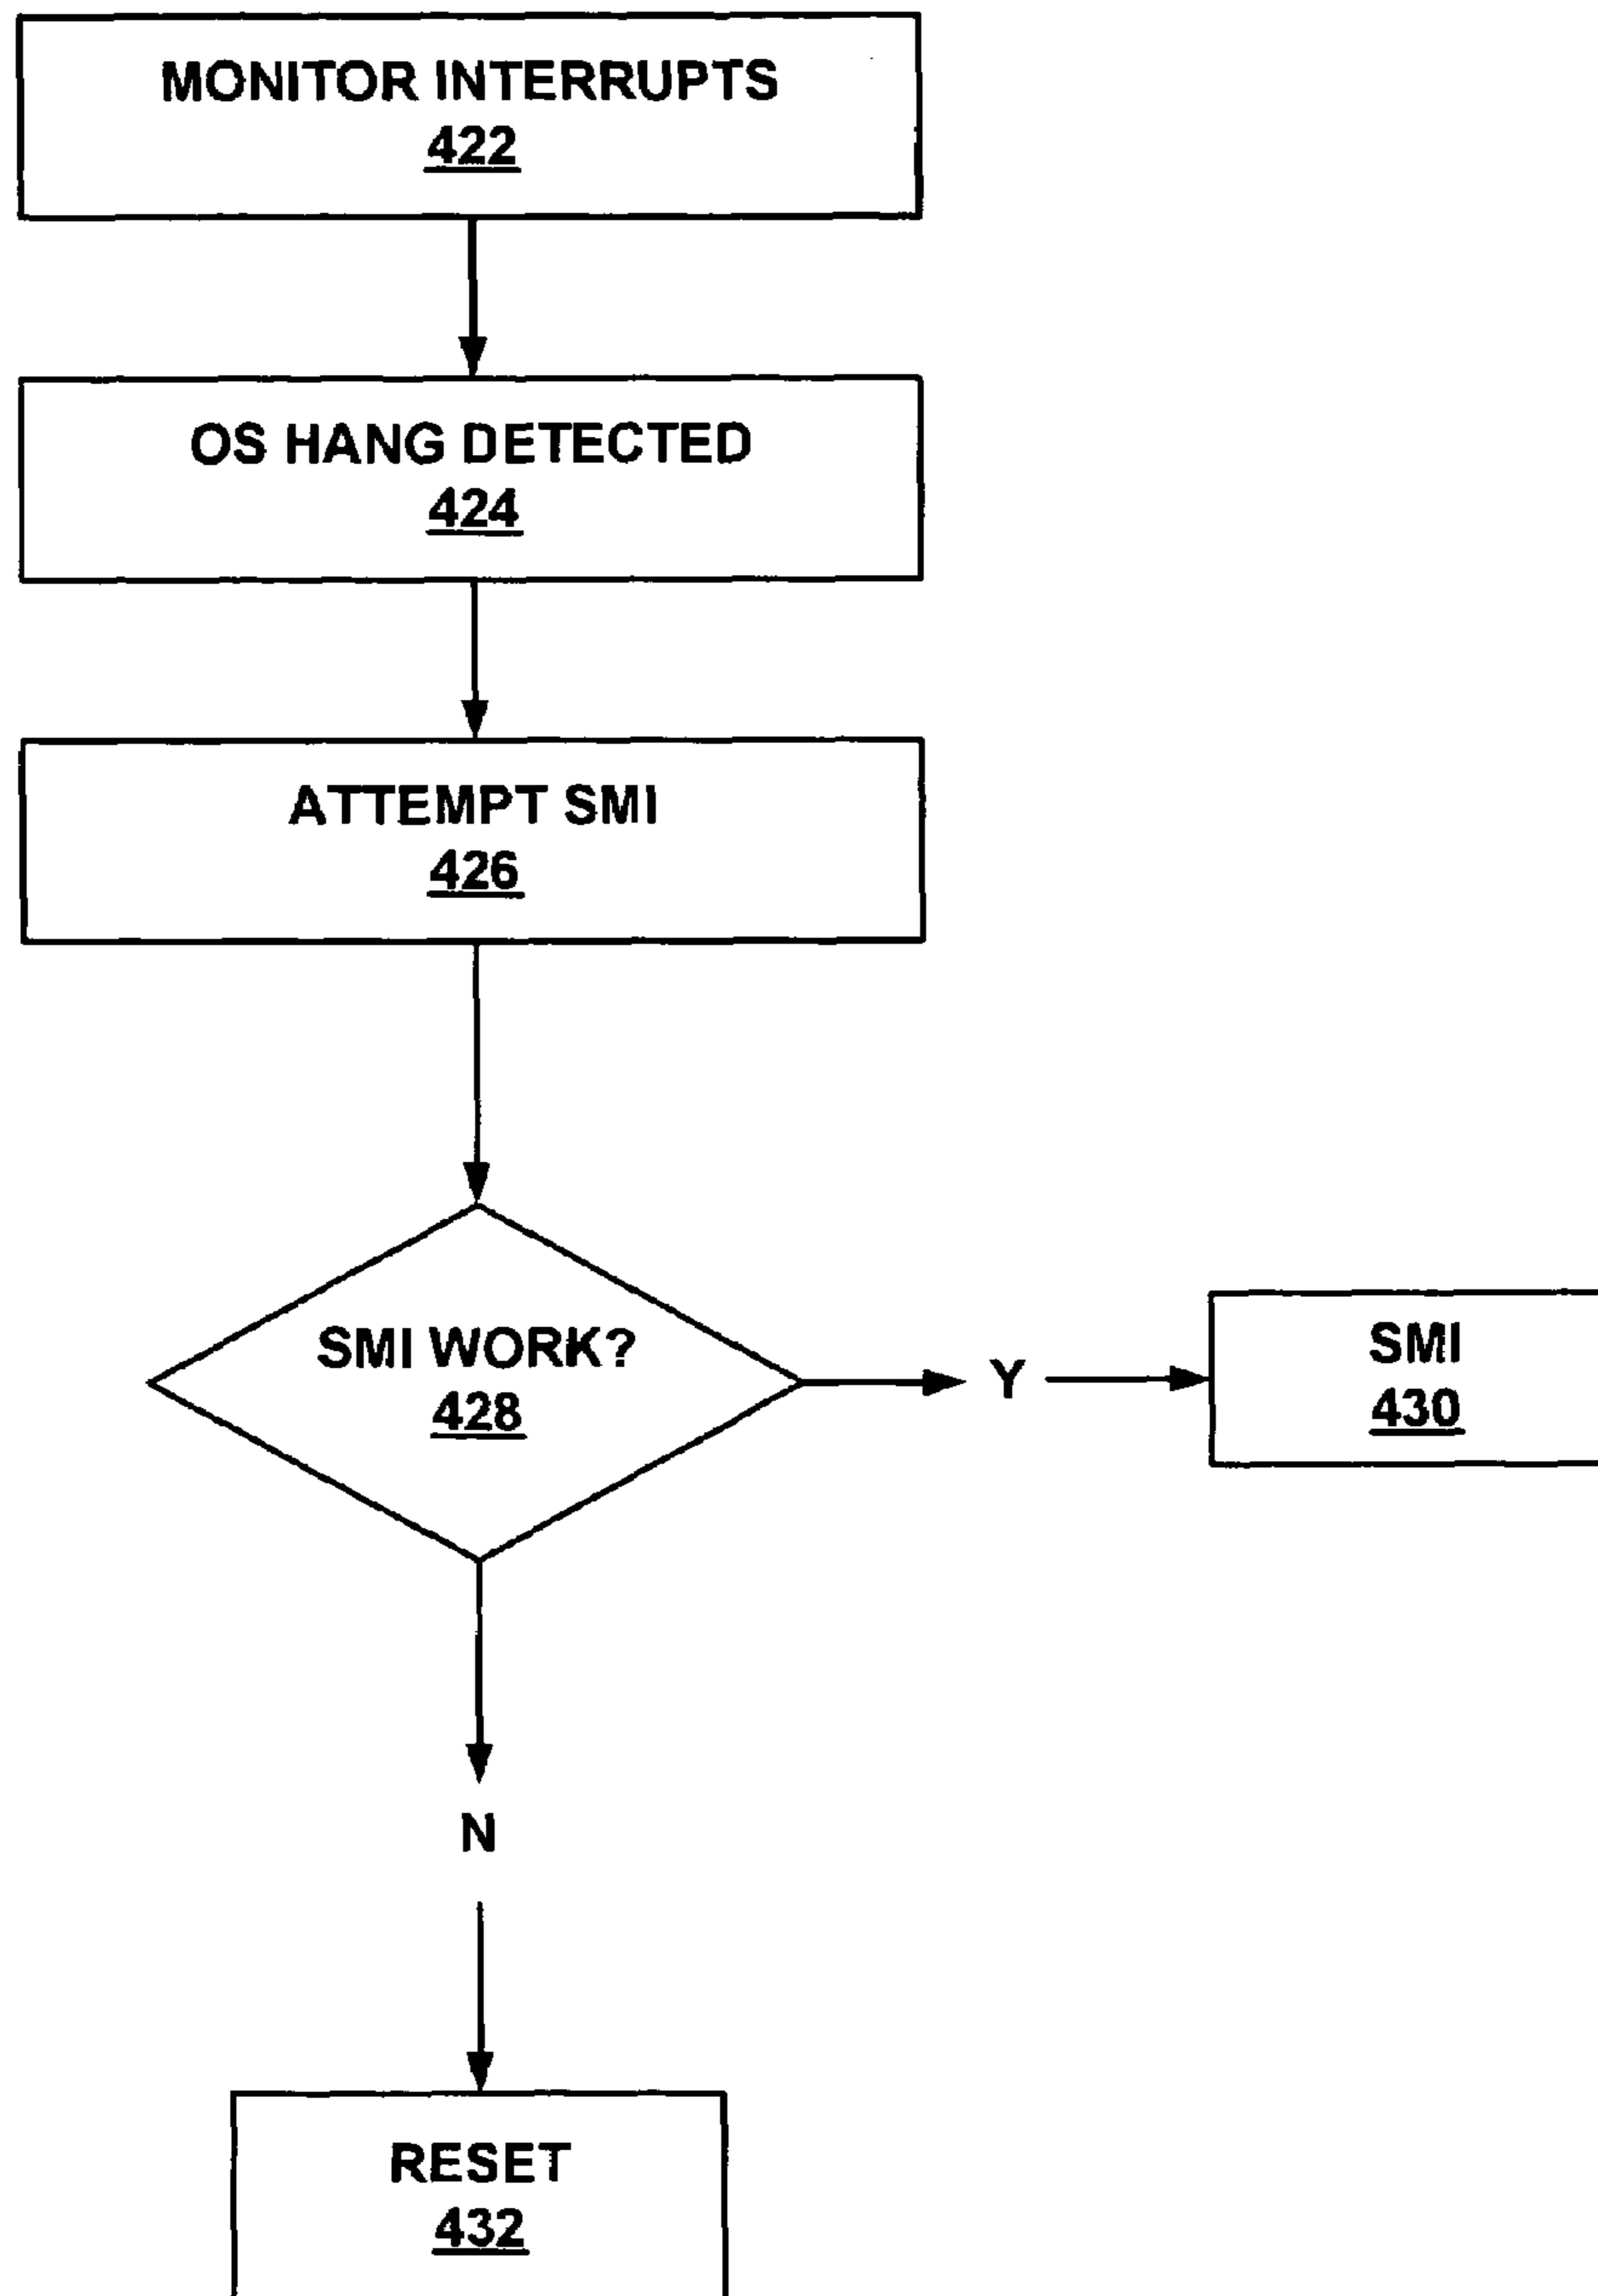 MONITOR INTERRUPTS
422
OS HANG DETECTED
424
ATTEMPT SMI
426
SMI WORK?
428
Y
SMI
430
N
RESET
432